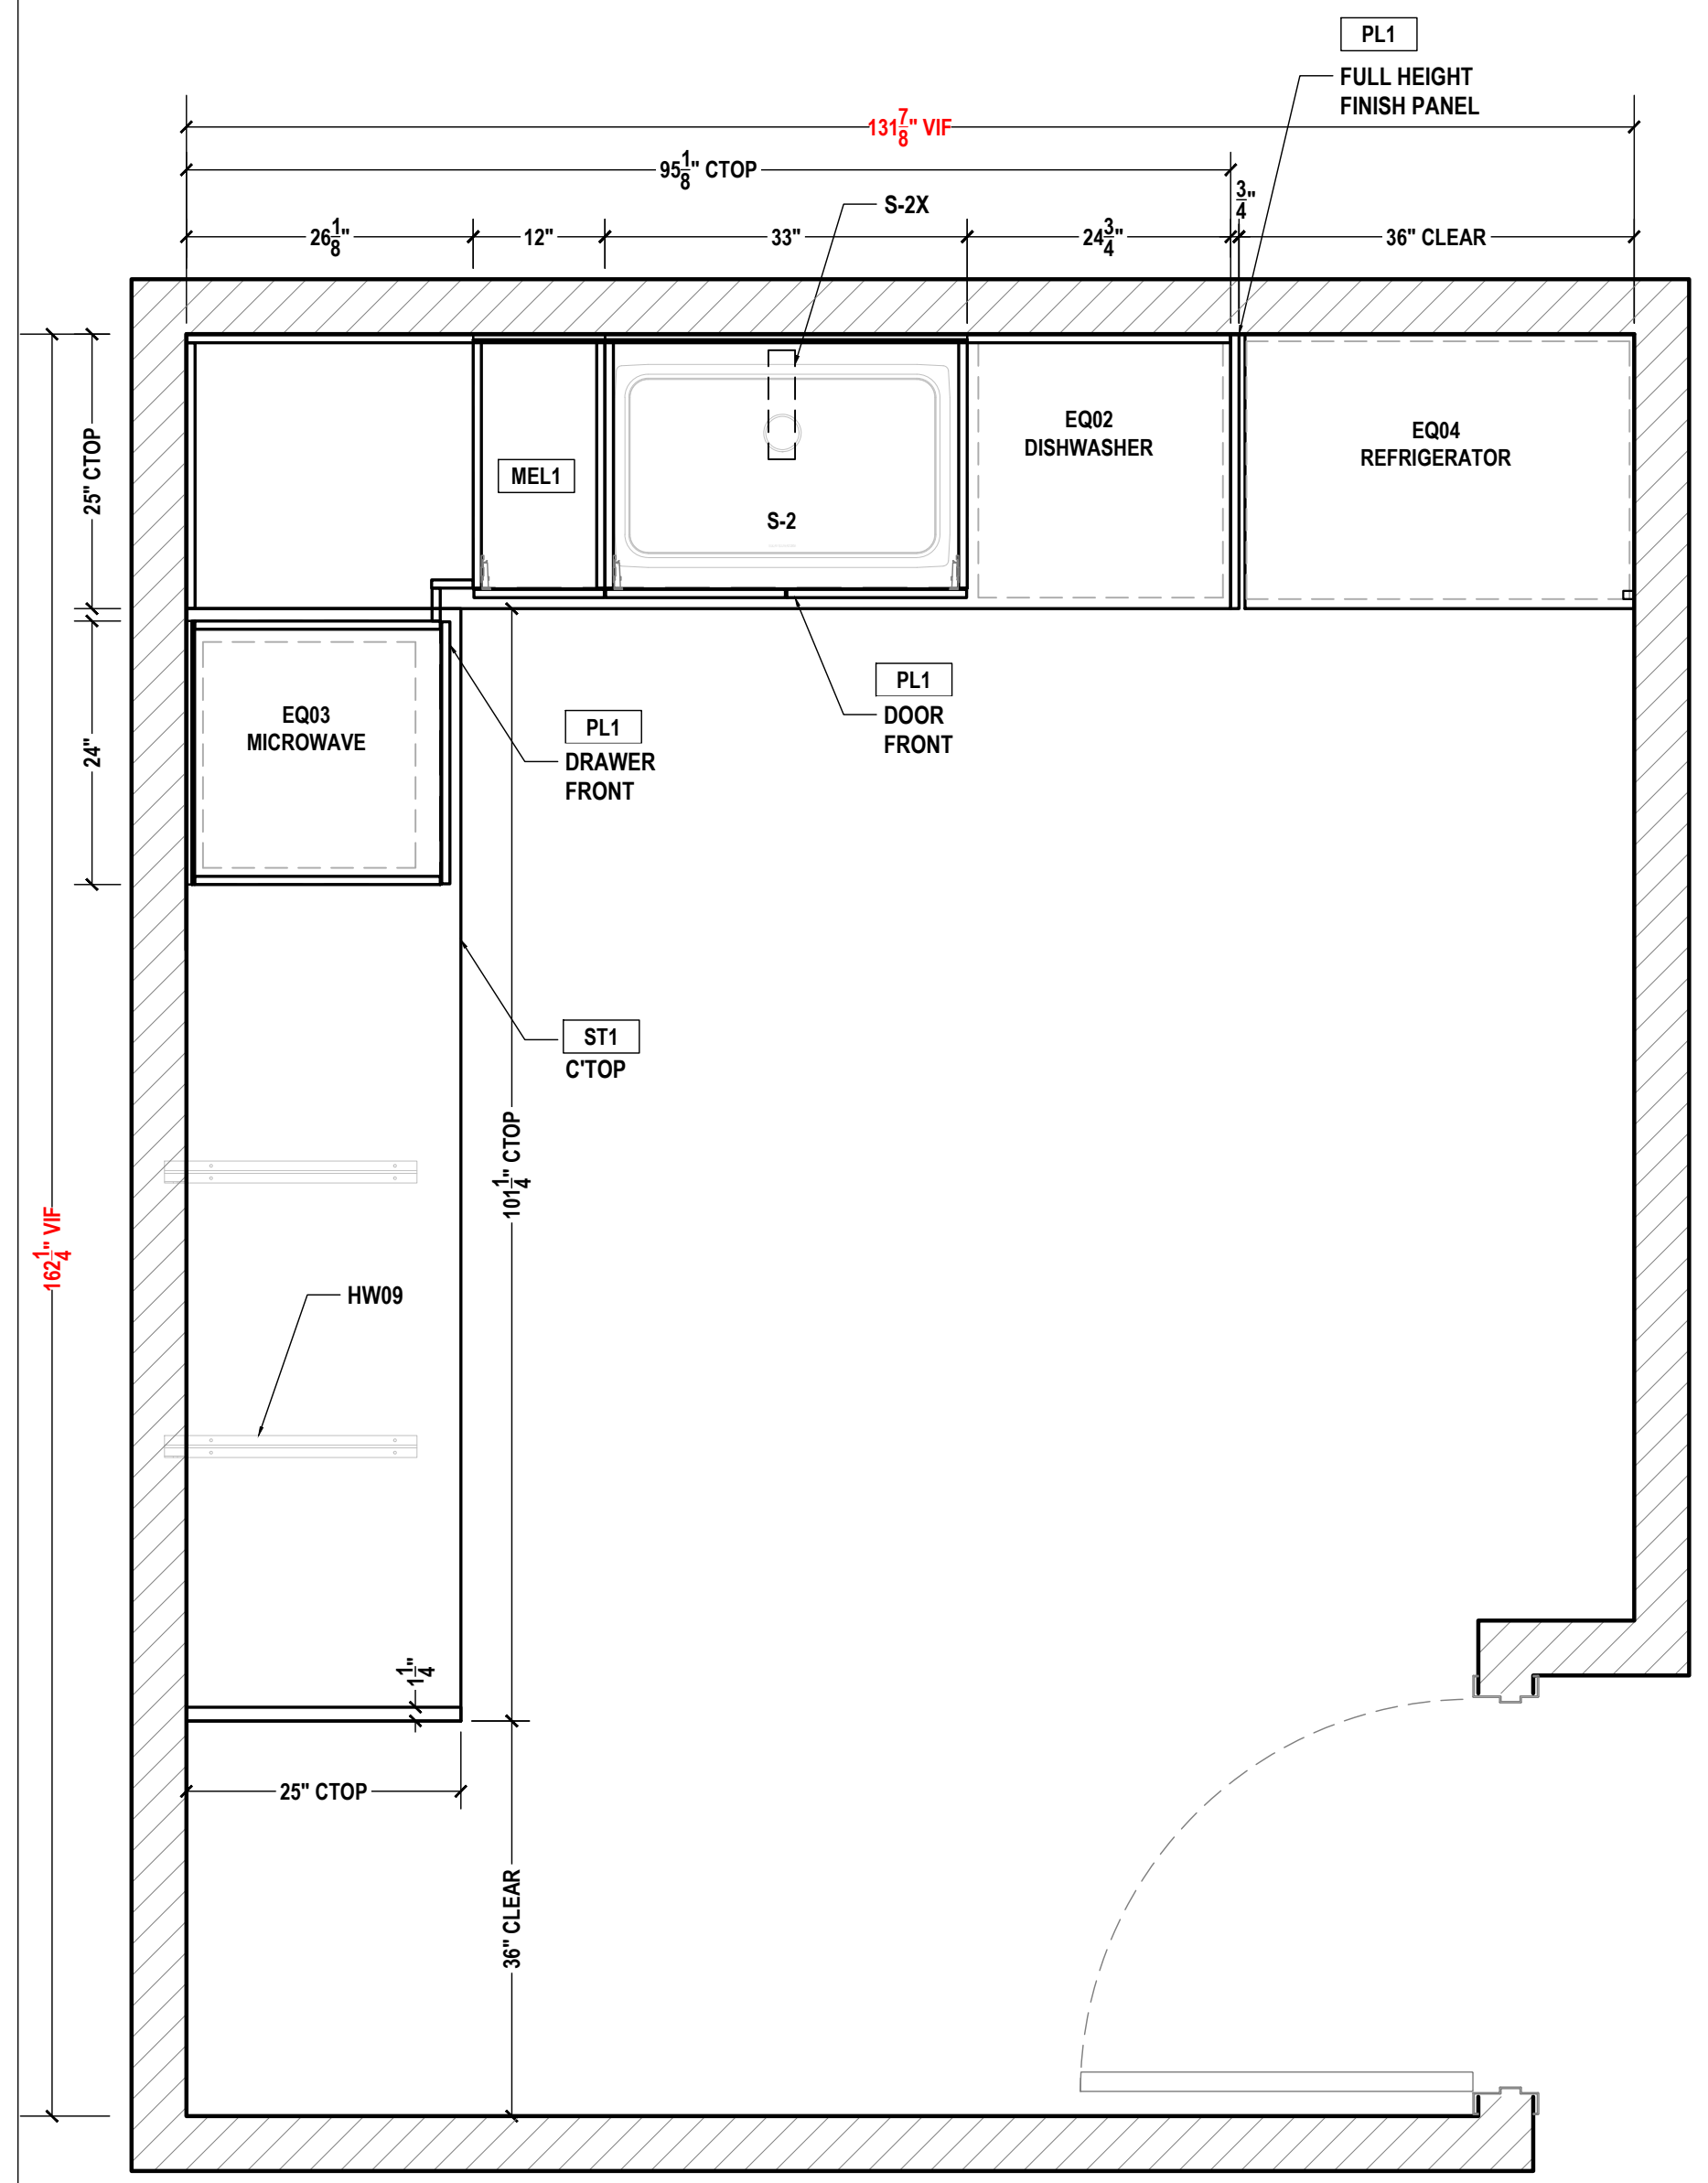 PL1
FULL HEIGHT
FINISH PANEL
131 7/8" VIF
95 1/8" CTOP
3/4"
S-2X
26 1/8"
12"
33"
24 3/4"
36" CLEAR
EQ02
DISHWASHER
EQ04
REFRIGERATOR
25" CTOP
MEL1
S-2
PL1
DOOR
FRONT
EQ03
MICROWAVE
PL1
DRAWER
FRONT
24"
ST1
C'TOP
101 1/4" CTOP
162 1/4" VIF
HW09
1 1/4"
25" CTOP
36" CLEAR